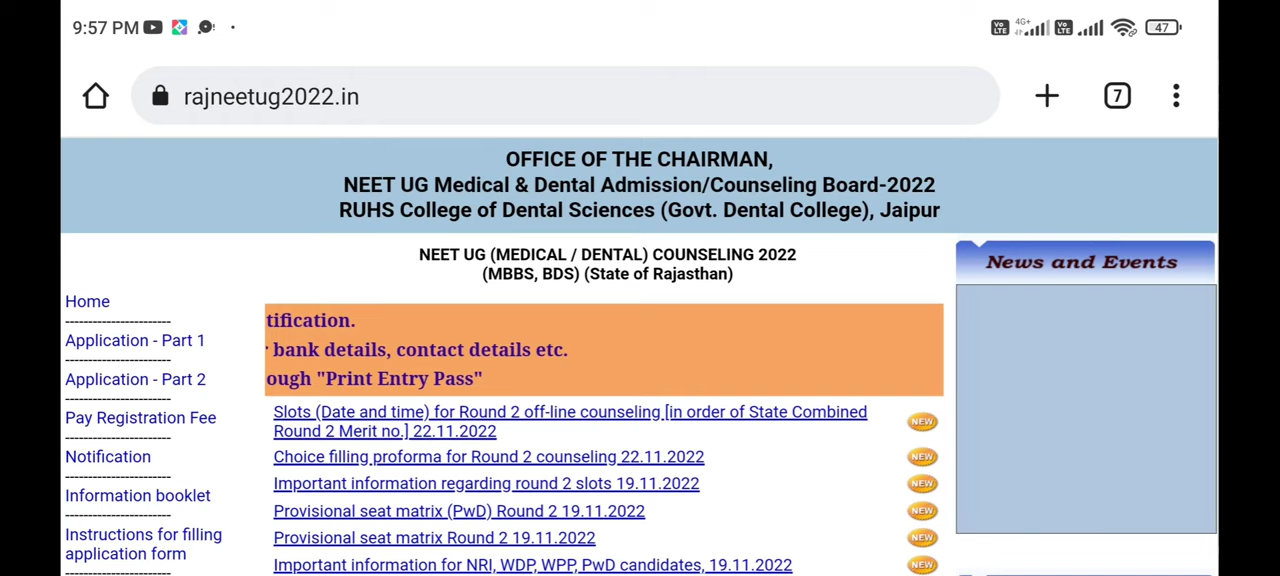 9:57 PM
Vo LTE 4G+ Vo LTE 47
rajneetug2022.in
7
OFFICE OF THE CHAIRMAN,
NEET UG Medical & Dental Admission/Counseling Board-2022
RUHS College of Dental Sciences (Govt. Dental College), Jaipur
NEET UG (MEDICAL / DENTAL) COUNSELING 2022
(MBBS, BDS) (State of Rajasthan)
News and Events
Home
-----------------------
Application - Part 1
-----------------------
Application - Part 2
-----------------------
Pay Registration Fee
-----------------------
Notification
-----------------------
Information booklet
-----------------------
Instructions for filling
application form
-----------------------
tification.
bank details, contact details etc.
ough "Print Entry Pass"
Slots (Date and time) for Round 2 off-line counseling [in order of State Combined
Round 2 Merit no.] 22.11.2022
NEW
Choice filling proforma for Round 2 counseling 22.11.2022 NEW
Important information regarding round 2 slots 19.11.2022 NEW
Provisional seat matrix (PwD) Round 2 19.11.2022 NEW
Provisional seat matrix Round 2 19.11.2022 NEW
Important information for NRI, WDP, WPP, PwD candidates, 19.11.2022 NEW